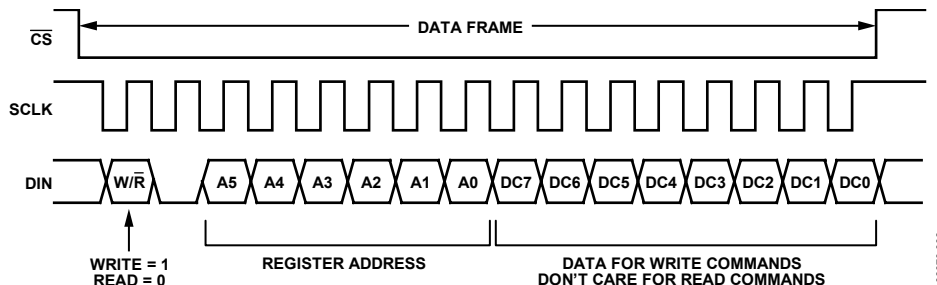 DATA FRAME
CS
SCLK
DIN W/R A5 A4 A3 A2 A1 A0 DC7 DC6 DC5 DC4 DC3 DC2 DC1 DC0
WRITE = 1
READ = 0
REGISTER ADDRESS
DATA FOR WRITE COMMANDS
DON'T CARE FOR READ COMMANDS